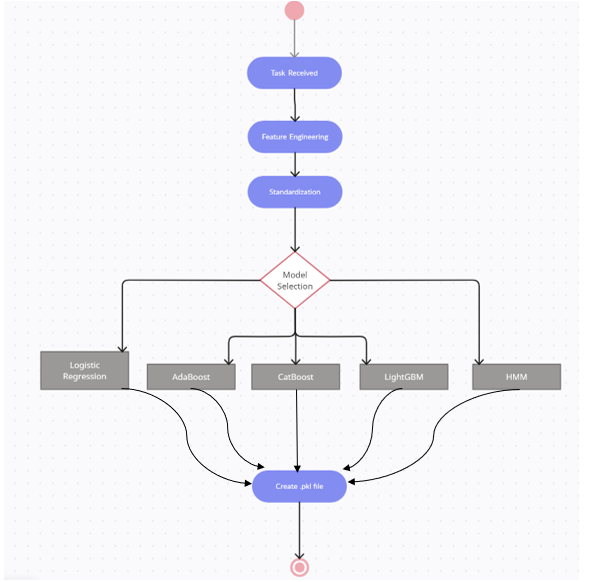 Task Received
Feature Engineering
Standardization
Model
Selection
Logistic
Regression
AdaBoost
CatBoost
LightGBM
HMM
Create .pkl file